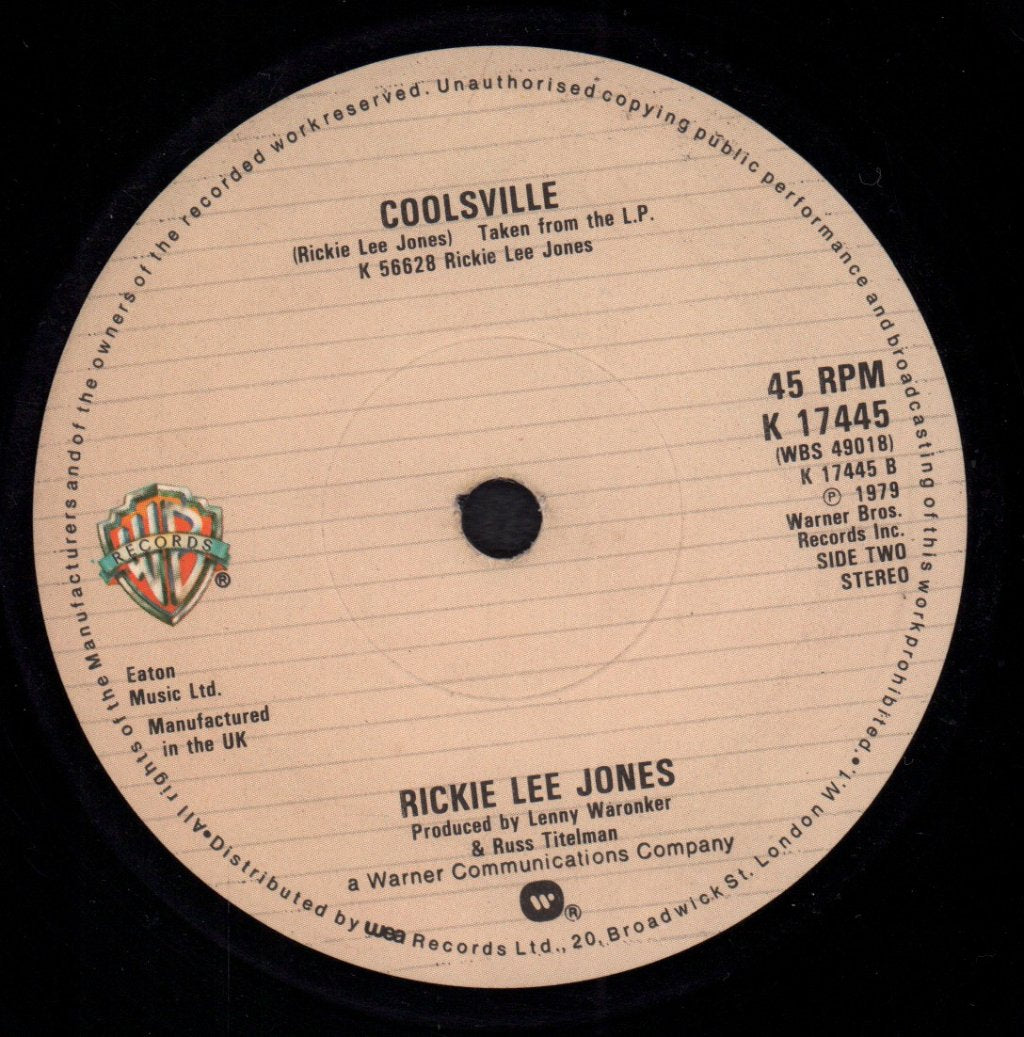 COOLSVILLE
(Rickie Lee Jones) Taken from the L.P.
K 56628 Rickie Lee Jones
45 RPM
K 17445
(WBS 49018)
K 17445 B
Ⓟ 1979
Warner Bros.
Records Inc.
SIDE TWO
STEREO
WB
RECORDS
®
Eaton
Music Ltd.
Manufactured
in the UK
RICKIE LEE JONES
Produced by Lenny Waronker
& Russ Titelman
a Warner Communications Company
®
•All rights of the Manufacturers and of the owners of the recorded work reserved. Unauthorised copying public performance and broadcasting of this work prohibited.•
Distributed by wea Records Ltd., 20, Broadwick St. London W.1.